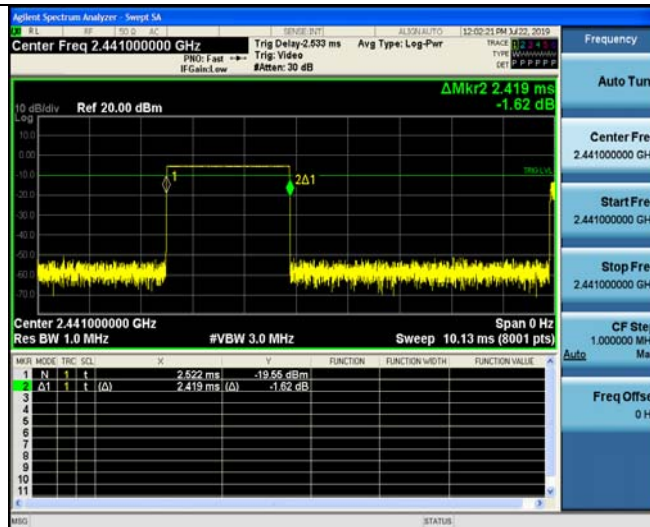 Agilent Spectrum Analyzer - Swept SA
RL RF 50 Ω AC SENSE:INT ALIGN AUTO 12:02:21 PM Jul 22, 2019
Center Freq 2.441000000 GHz
PNO: Fast
IFGain:Low
Trig Delay-2.533 ms
Trig: Video
#Atten: 30 dB
Avg Type: Log-Pwr
TRACE 1 2 3 4 5 6
TYPE
DET P P P P P P
Frequency
ΔMkr2 2.419 ms
-1.62 dB
10 dB/div Ref 20.00 dBm
Log
10.0
0.00
-10.0
-20.0
-30.0
-40.0
-50.0
-60.0
-70.0
1
2Δ1
TRIG LVL
Center 2.441000000 GHz Span 0 Hz
Res BW 1.0 MHz #VBW 3.0 MHz Sweep 10.13 ms (8001 pts)
MKR MODE TRC SCL X Y FUNCTION FUNCTION WIDTH FUNCTION VALUE
1 N 1 t 2.522 ms -19.55 dBm
2 Δ1 1 t (Δ) 2.419 ms (Δ) -1.62 dB
3
4
5
6
7
8
9
10
11
MSG STATUS
Auto Tun
Center Fre
2.441000000 GH
Start Fre
2.441000000 GH
Stop Fre
2.441000000 GH
CF Ste
1.000000 MH
Auto Ma
Freq Offse
0 H